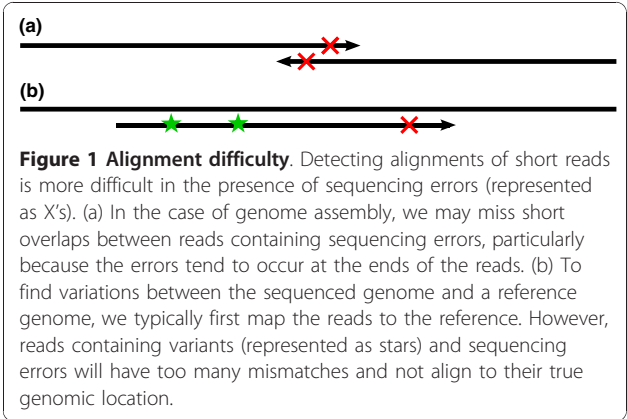 (a)
(b)
Figure 1 Alignment difficulty. Detecting alignments of short reads
is more difficult in the presence of sequencing errors (represented
as X's). (a) In the case of genome assembly, we may miss short
overlaps between reads containing sequencing errors, particularly
because the errors tend to occur at the ends of the reads. (b) To
find variations between the sequenced genome and a reference
genome, we typically first map the reads to the reference. However,
reads containing variants (represented as stars) and sequencing
errors will have too many mismatches and not align to their true
genomic location.